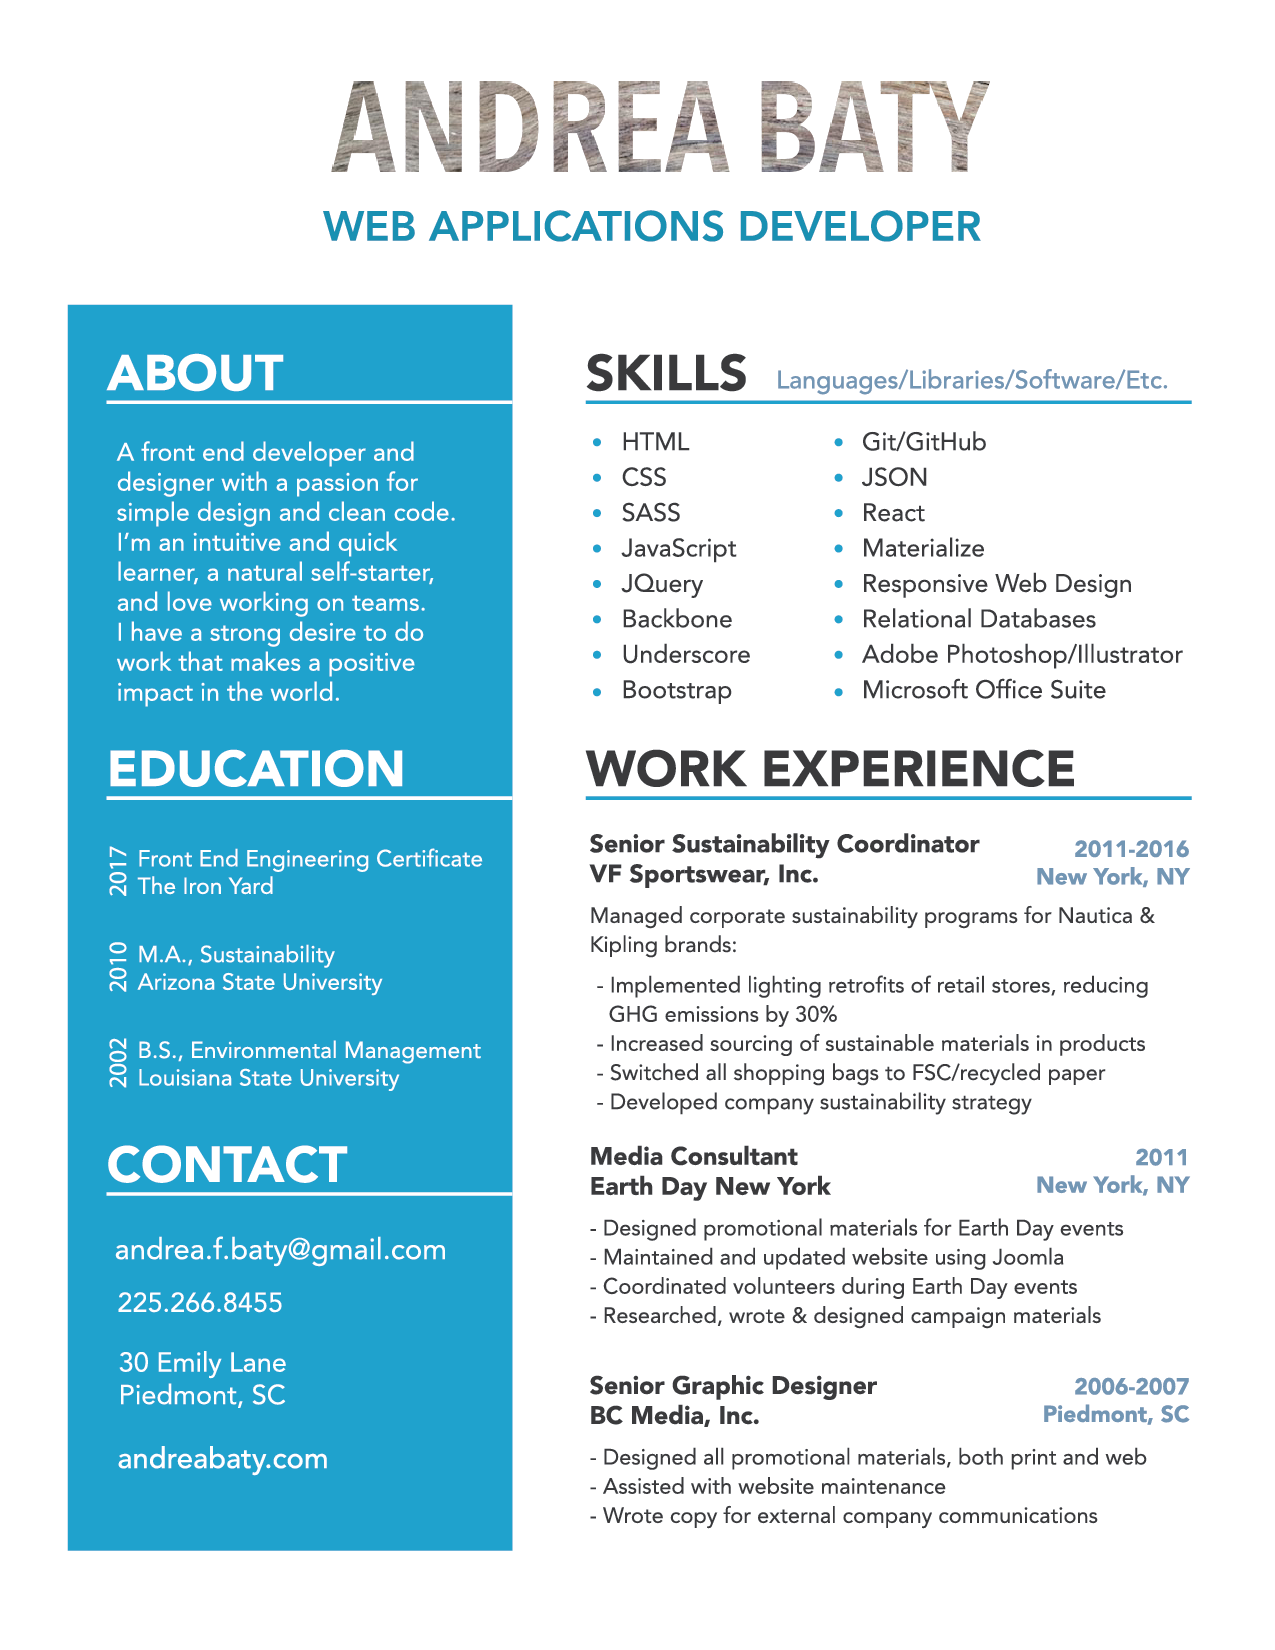 ANDREA BATY
WEB APPLICATIONS DEVELOPER
ABOUT
A front end developer and
designer with a passion for
simple design and clean code.
I'm an intuitive and quick
learner, a natural self-starter,
and love working on teams.
I have a strong desire to do
work that makes a positive
impact in the world.
EDUCATION
2017
Front End Engineering Certificate
The Iron Yard
2010
M.A., Sustainability
Arizona State University
2002
B.S., Environmental Management
Louisiana State University
CONTACT
andrea.f.baty@gmail.com
225.266.8455
30 Emily Lane
Piedmont, SC
andreabaty.com
SKILLS Languages/Libraries/Software/Etc.
• HTML
• CSS
• SASS
• JavaScript
• JQuery
• Backbone
• Underscore
• Bootstrap
• Git/GitHub
• JSON
• React
• Materialize
• Responsive Web Design
• Relational Databases
• Adobe Photoshop/Illustrator
• Microsoft Office Suite
WORK EXPERIENCE
Senior Sustainability Coordinator
VF Sportswear, Inc.
2011-2016
New York, NY
Managed corporate sustainability programs for Nautica &
Kipling brands:
- Implemented lighting retrofits of retail stores, reducing
GHG emissions by 30%
- Increased sourcing of sustainable materials in products
- Switched all shopping bags to FSC/recycled paper
- Developed company sustainability strategy
Media Consultant
Earth Day New York
2011
New York, NY
- Designed promotional materials for Earth Day events
- Maintained and updated website using Joomla
- Coordinated volunteers during Earth Day events
- Researched, wrote & designed campaign materials
Senior Graphic Designer
BC Media, Inc.
2006-2007
Piedmont, SC
- Designed all promotional materials, both print and web
- Assisted with website maintenance
- Wrote copy for external company communications